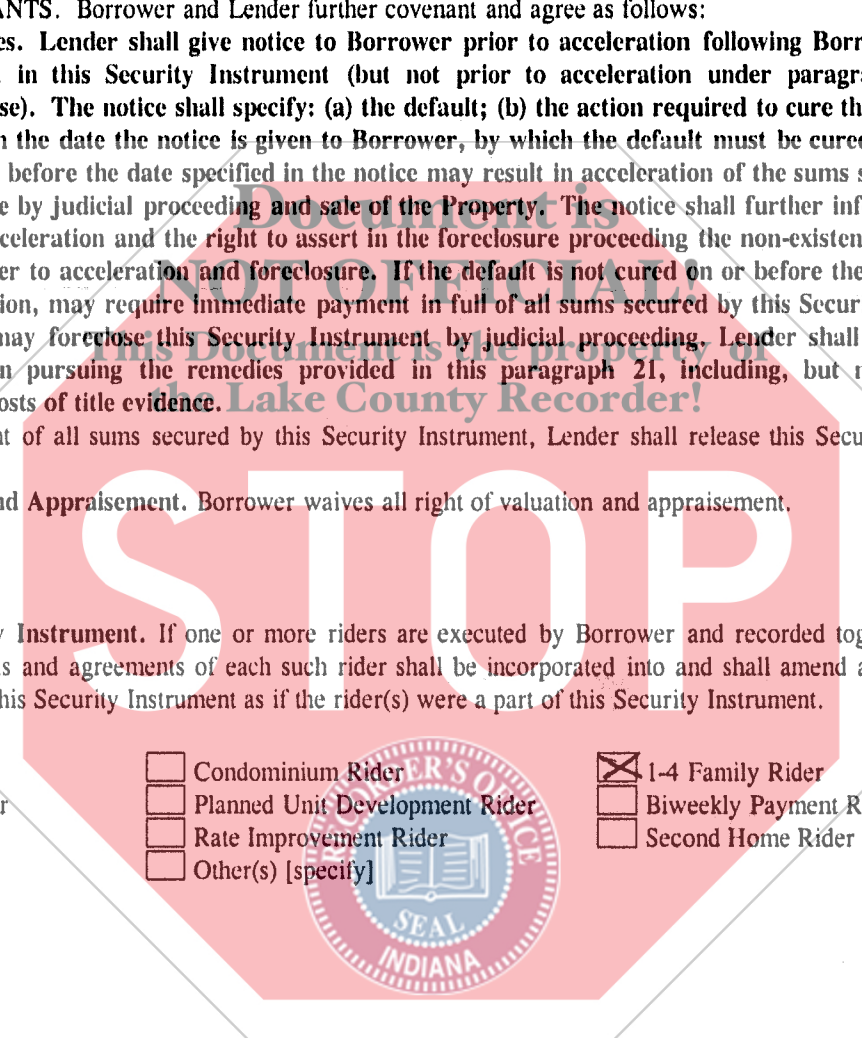 ANTS. Borrower and Lender further covenant and agree as follows:
es. Lender shall give notice to Borrower prior to acceleration following Borr
in this Security Instrument (but not prior to acceleration under paragra
se). The notice shall specify: (a) the default; (b) the action required to cure th
n the date the notice is given to Borrower, by which the default must be cured
before the date specified in the notice may result in acceleration of the sums s
Document is
e by judicial proceeding and sale of the Property. The notice shall further inf
cceleration and the right to assert in the foreclosure proceeding the non-existen
NOT OFFICIAL!
er to acceleration and foreclosure. If the default is not cured on or before the
tion, may require immediate payment in full of all sums secured by this Secur
This Document is the property of
may foreclose this Security Instrument by judicial proceeding. Lender shall
n pursuing the remedies provided in this paragraph 21, including, but n
the Lake County Recorder!
osts of title evidence.
nt of all sums secured by this Security Instrument, Lender shall release this Secu
nd Appraisement. Borrower waives all right of valuation and appraisement.
STOP
y Instrument. If one or more riders are executed by Borrower and recorded tog
s and agreements of each such rider shall be incorporated into and shall amend a
his Security Instrument as if the rider(s) were a part of this Security Instrument.
Condominium Rider 1-4 Family Rider
r Planned Unit Development Rider Biweekly Payment R
Rate Improvement Rider Second Home Rider
Other(s) [specify]
RECORDER'S OFFICE
SEAL
INDIANA